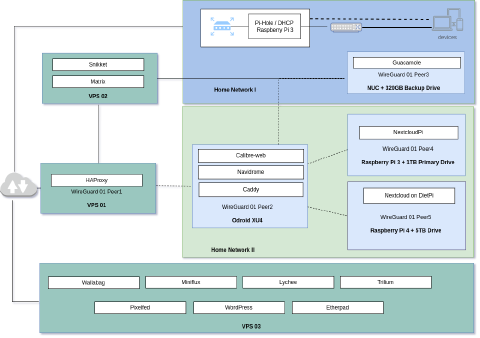 Pi-Hole / DHCP
Raspberry Pi 3
devices
Home Network I
Guacamole
WireGuard 01 Peer3
NUC + 320GB Backup Drive
Snikket
Matrix
VPS 02
NextcloudPi
WireGuard 01 Peer4
Raspberry Pi 3 + 1TB Primary Drive
Calibre-web
Navidrome
Caddy
WireGuard 01 Peer2
Odroid XU4
HAProxy
WireGuard 01 Peer1
VPS 01
Nextcloud on DietPi
WireGuard 01 Peer5
Raspberry Pi 4 + 5TB Drive
Home Network II
Wallabag
Miniflux
Lychee
Trilium
Pixelfed
WordPress
Etherpad
VPS 03